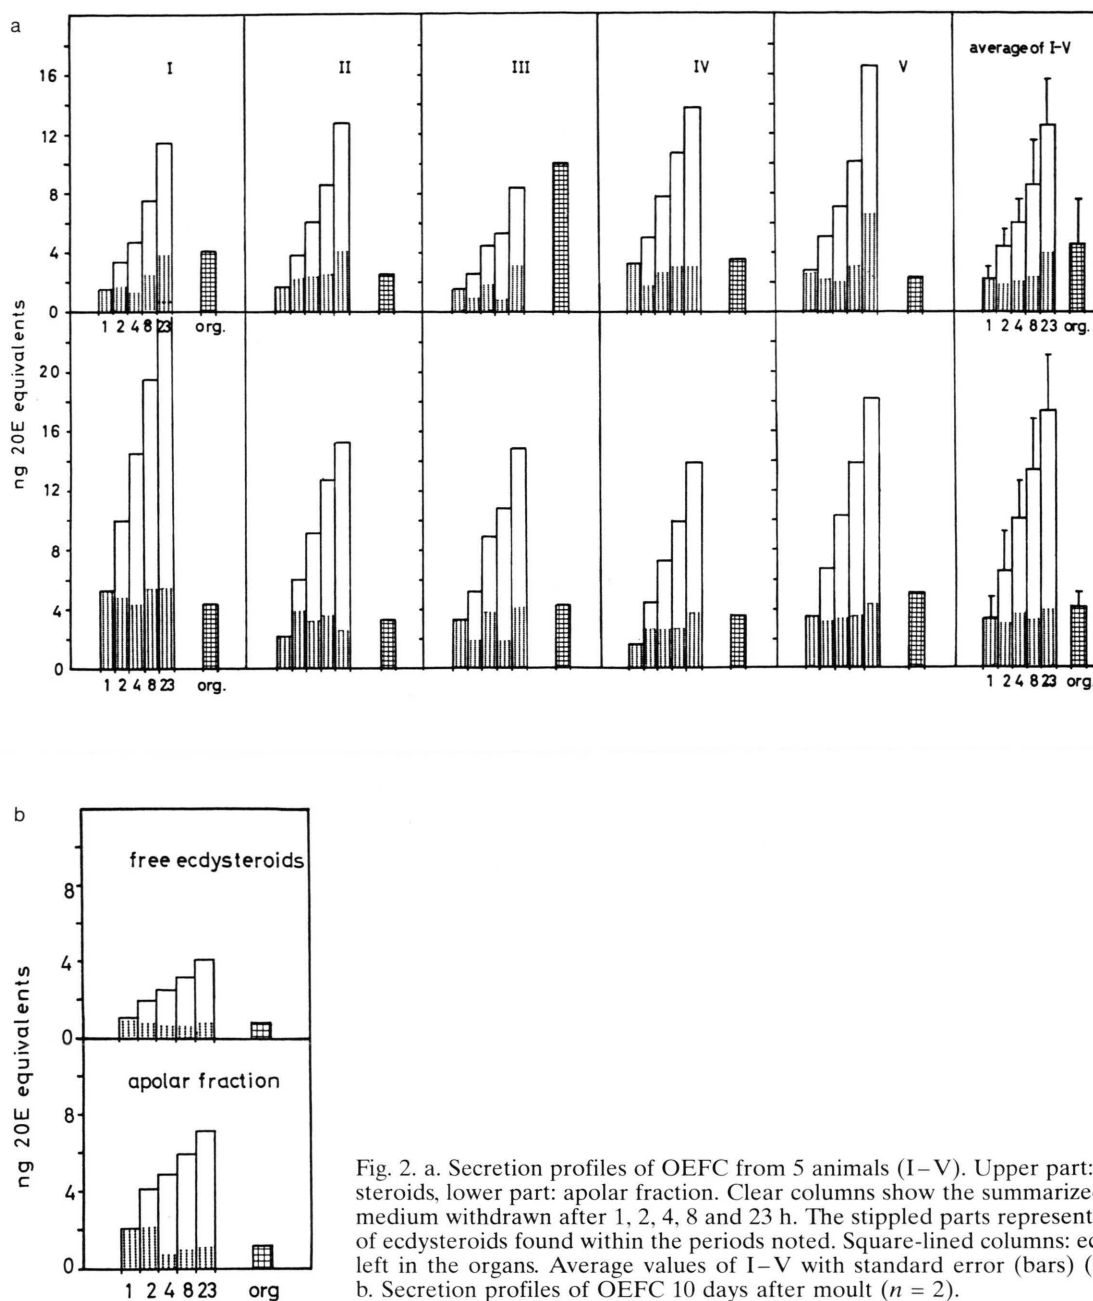 a
I II III IV V average of I-V
16
12
8
4
0
1 2 4 8 23 org. 1 2 4 8 23 org.
ng 20E equivalents
20
16
12
8
4
0
1 2 4 8 23 org. 1 2 4 8 23 org.
b
free ecdysteroids
8
4
0
ng 20E equivalents
apolar fraction
8
4
0
1 2 4 8 23 org
Fig. 2. a. Secretion profiles of OEFC from 5 animals (I–V). Upper part:
steroids, lower part: apolar fraction. Clear columns show the summarize
medium withdrawn after 1, 2, 4, 8 and 23 h. The stippled parts represent
of ecdysteroids found within the periods noted. Square-lined columns: ec
left in the organs. Average values of I–V with standard error (bars) (
b. Secretion profiles of OEFC 10 days after moult (n = 2).